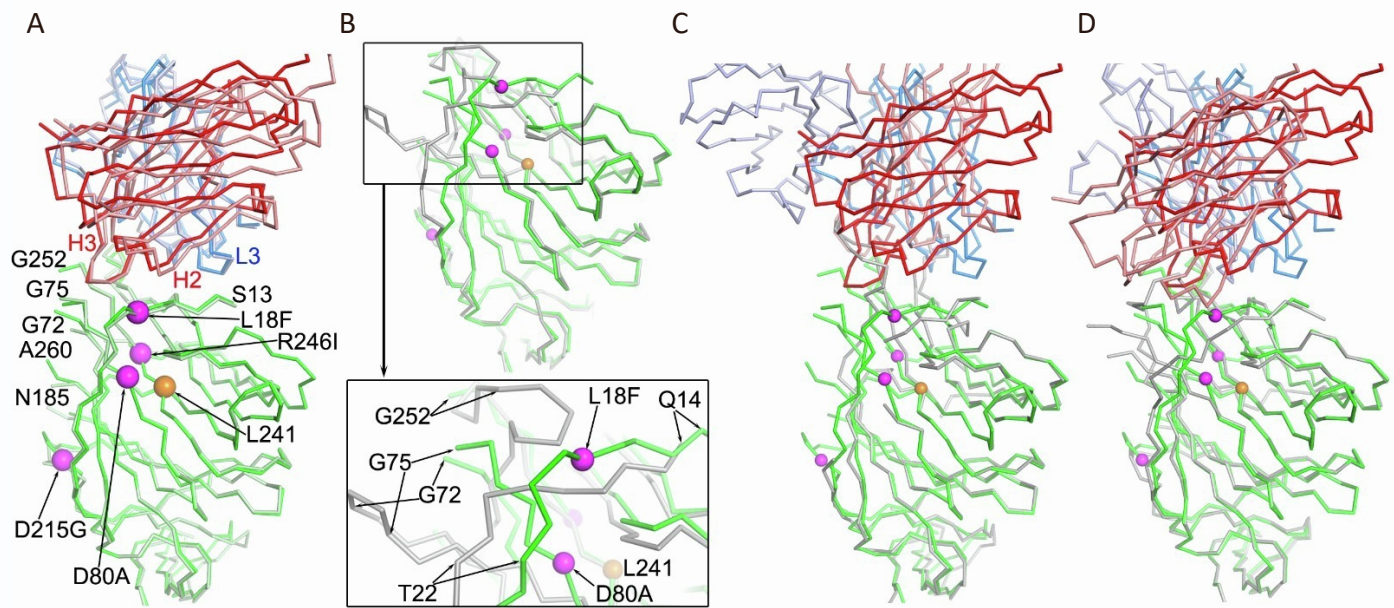 A
B
C
D
H3
L3
G252
H2
G75
S13
G72
L18F
A260
R246I
N185
L241
D215G
D80A
L18F
Q14
G252
G75
G72
T22
L241
D80A